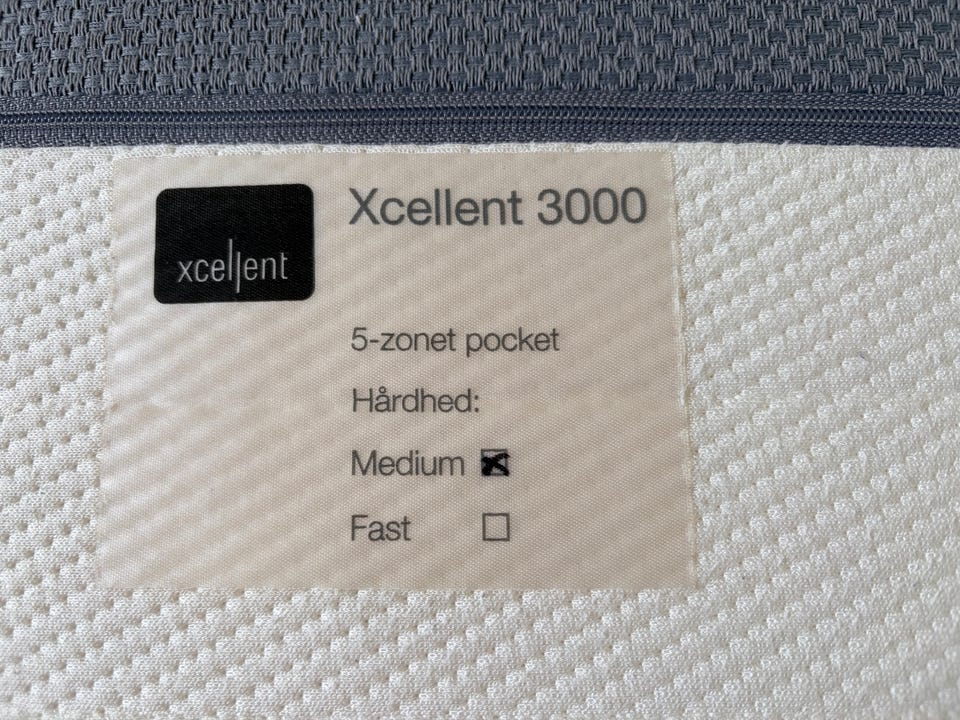 xcellent
Xcellent 3000
5-zonet pocket
Hårdhed:
Medium ☒
Fast ☐